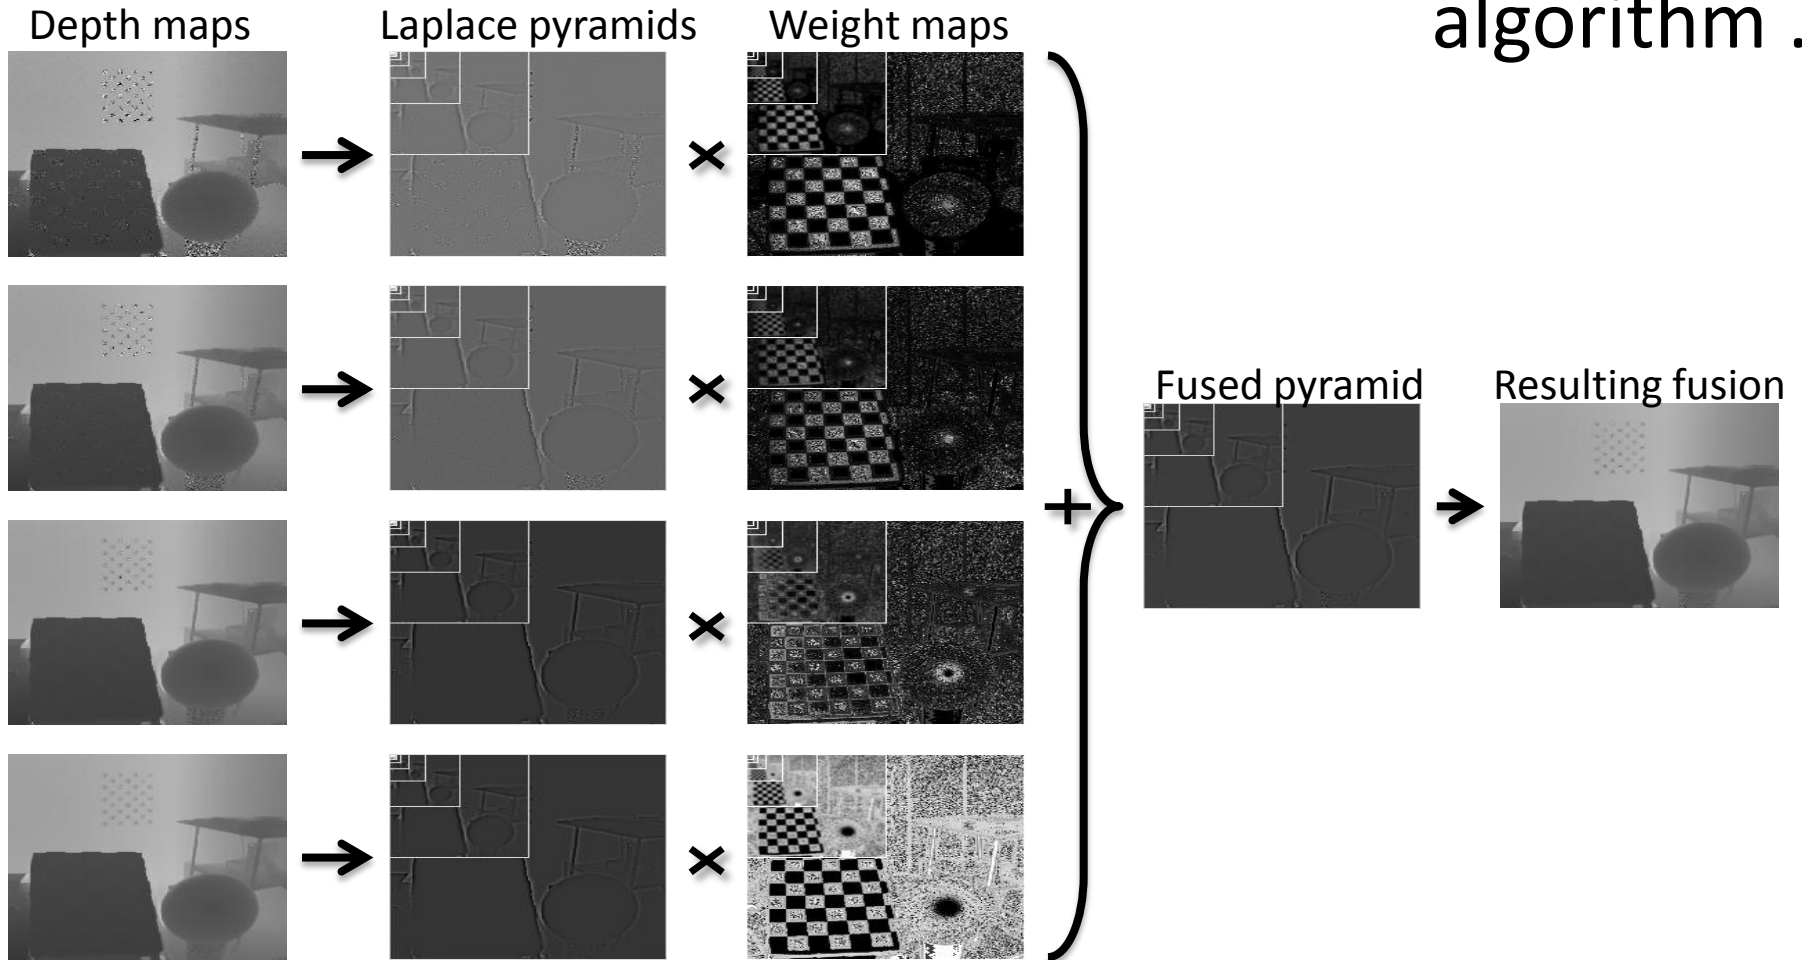 algorithm .
Depth maps
Laplace pyramids
Weight maps
Fused pyramid
Resulting fusion